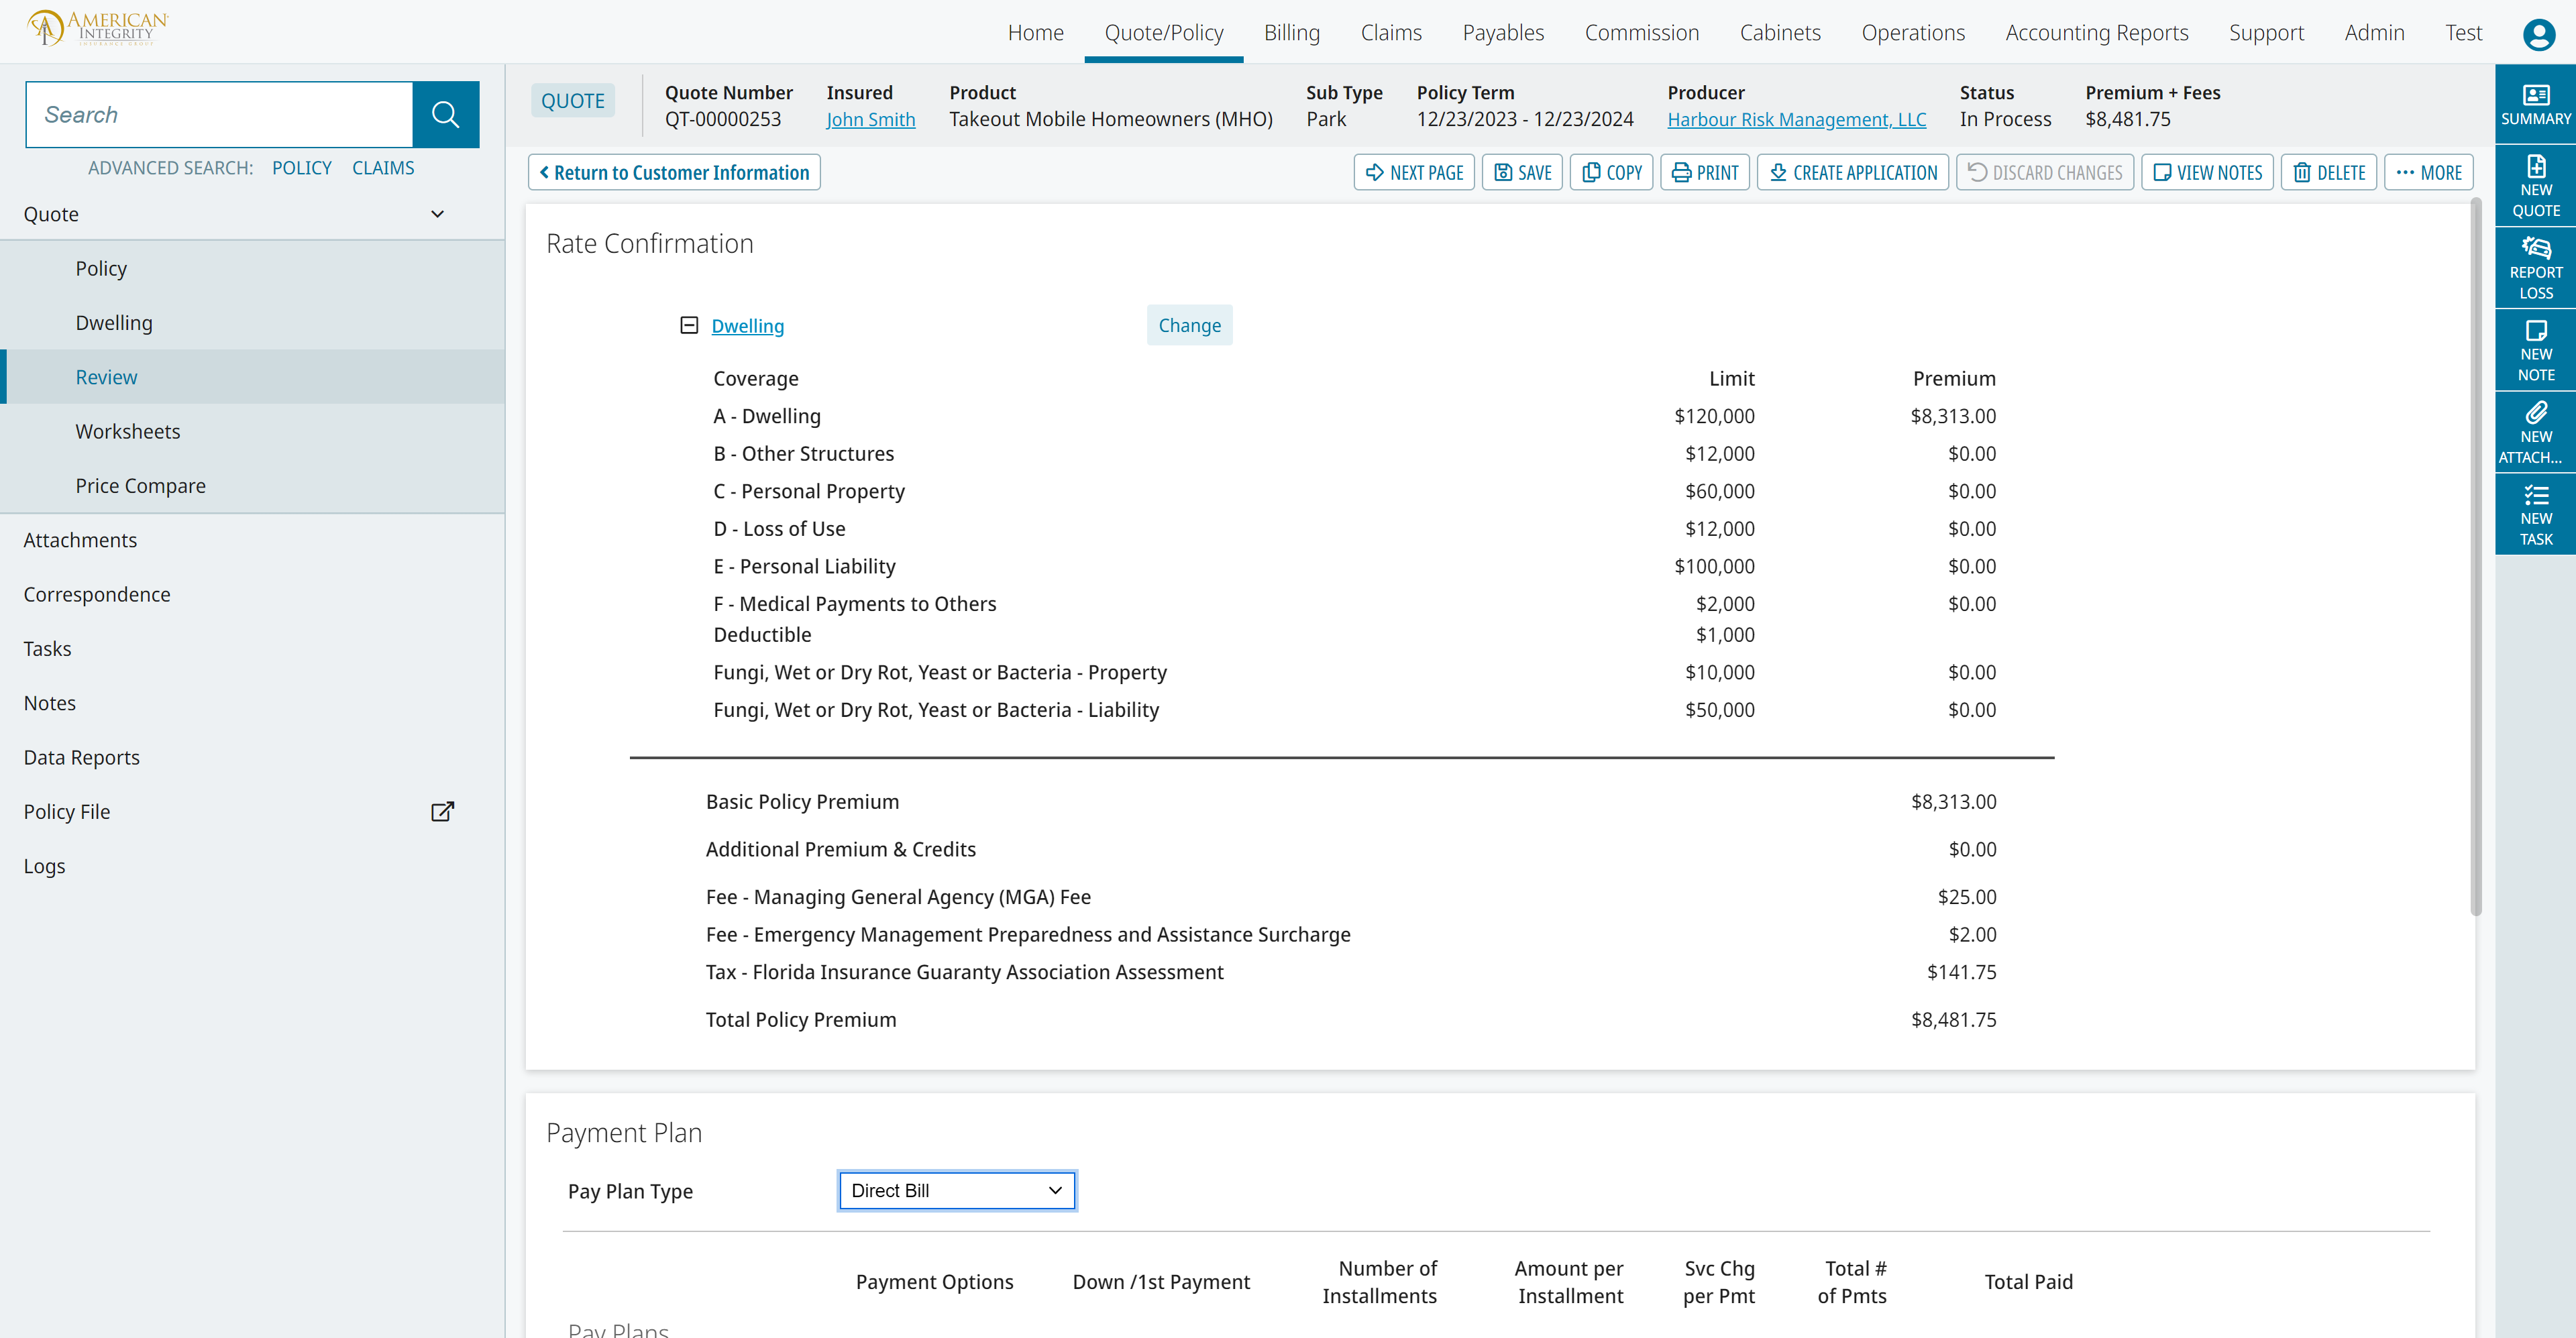 AMERICAN
INTEGRITY
INSURANCE GROUP
Home Quote/Policy Billing Claims Payables Commission Cabinets Operations Accounting Reports Support Admin Test
Search
ADVANCED SEARCH: POLICY CLAIMS
Quote
Policy
Dwelling
Review
Worksheets
Price Compare
Attachments
Correspondence
Tasks
Notes
Data Reports
Policy File
Logs
QUOTE
Quote Number Insured Product Sub Type Policy Term Producer Status Premium + Fees
QT-00000253 John Smith Takeout Mobile Homeowners (MHO) Park 12/23/2023 - 12/23/2024 Harbour Risk Management, LLC In Process $8,481.75
Return to Customer Information NEXT PAGE SAVE COPY PRINT CREATE APPLICATION DISCARD CHANGES VIEW NOTES DELETE MORE
Rate Confirmation
Dwelling Change
Coverage Limit Premium
A - Dwelling $120,000 $8,313.00
B - Other Structures $12,000 $0.00
C - Personal Property $60,000 $0.00
D - Loss of Use $12,000 $0.00
E - Personal Liability $100,000 $0.00
F - Medical Payments to Others $2,000 $0.00
Deductible $1,000
Fungi, Wet or Dry Rot, Yeast or Bacteria - Property $10,000 $0.00
Fungi, Wet or Dry Rot, Yeast or Bacteria - Liability $50,000 $0.00
Basic Policy Premium $8,313.00
Additional Premium & Credits $0.00
Fee - Managing General Agency (MGA) Fee $25.00
Fee - Emergency Management Preparedness and Assistance Surcharge $2.00
Tax - Florida Insurance Guaranty Association Assessment $141.75
Total Policy Premium $8,481.75
Payment Plan
Pay Plan Type Direct Bill
Payment Options Down /1st Payment Number of Installments Amount per Installment Svc Chg per Pmt Total # of Pmts Total Paid
Pay Plans
SUMMARY
NEW
QUOTE
REPORT
LOSS
NEW
NOTE
NEW
ATTACH...
NEW
TASK